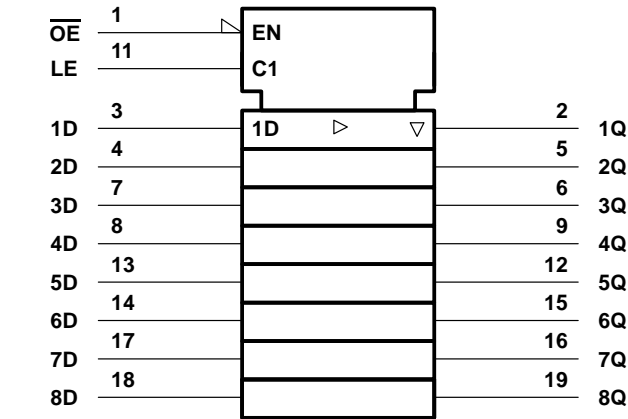 OE 1 EN
LE 11 C1
1D 3 1D 2 1Q
2D 4 5 2Q
3D 7 6 3Q
4D 8 9 4Q
5D 13 12 5Q
6D 14 15 6Q
7D 17 16 7Q
8D 18 19 8Q